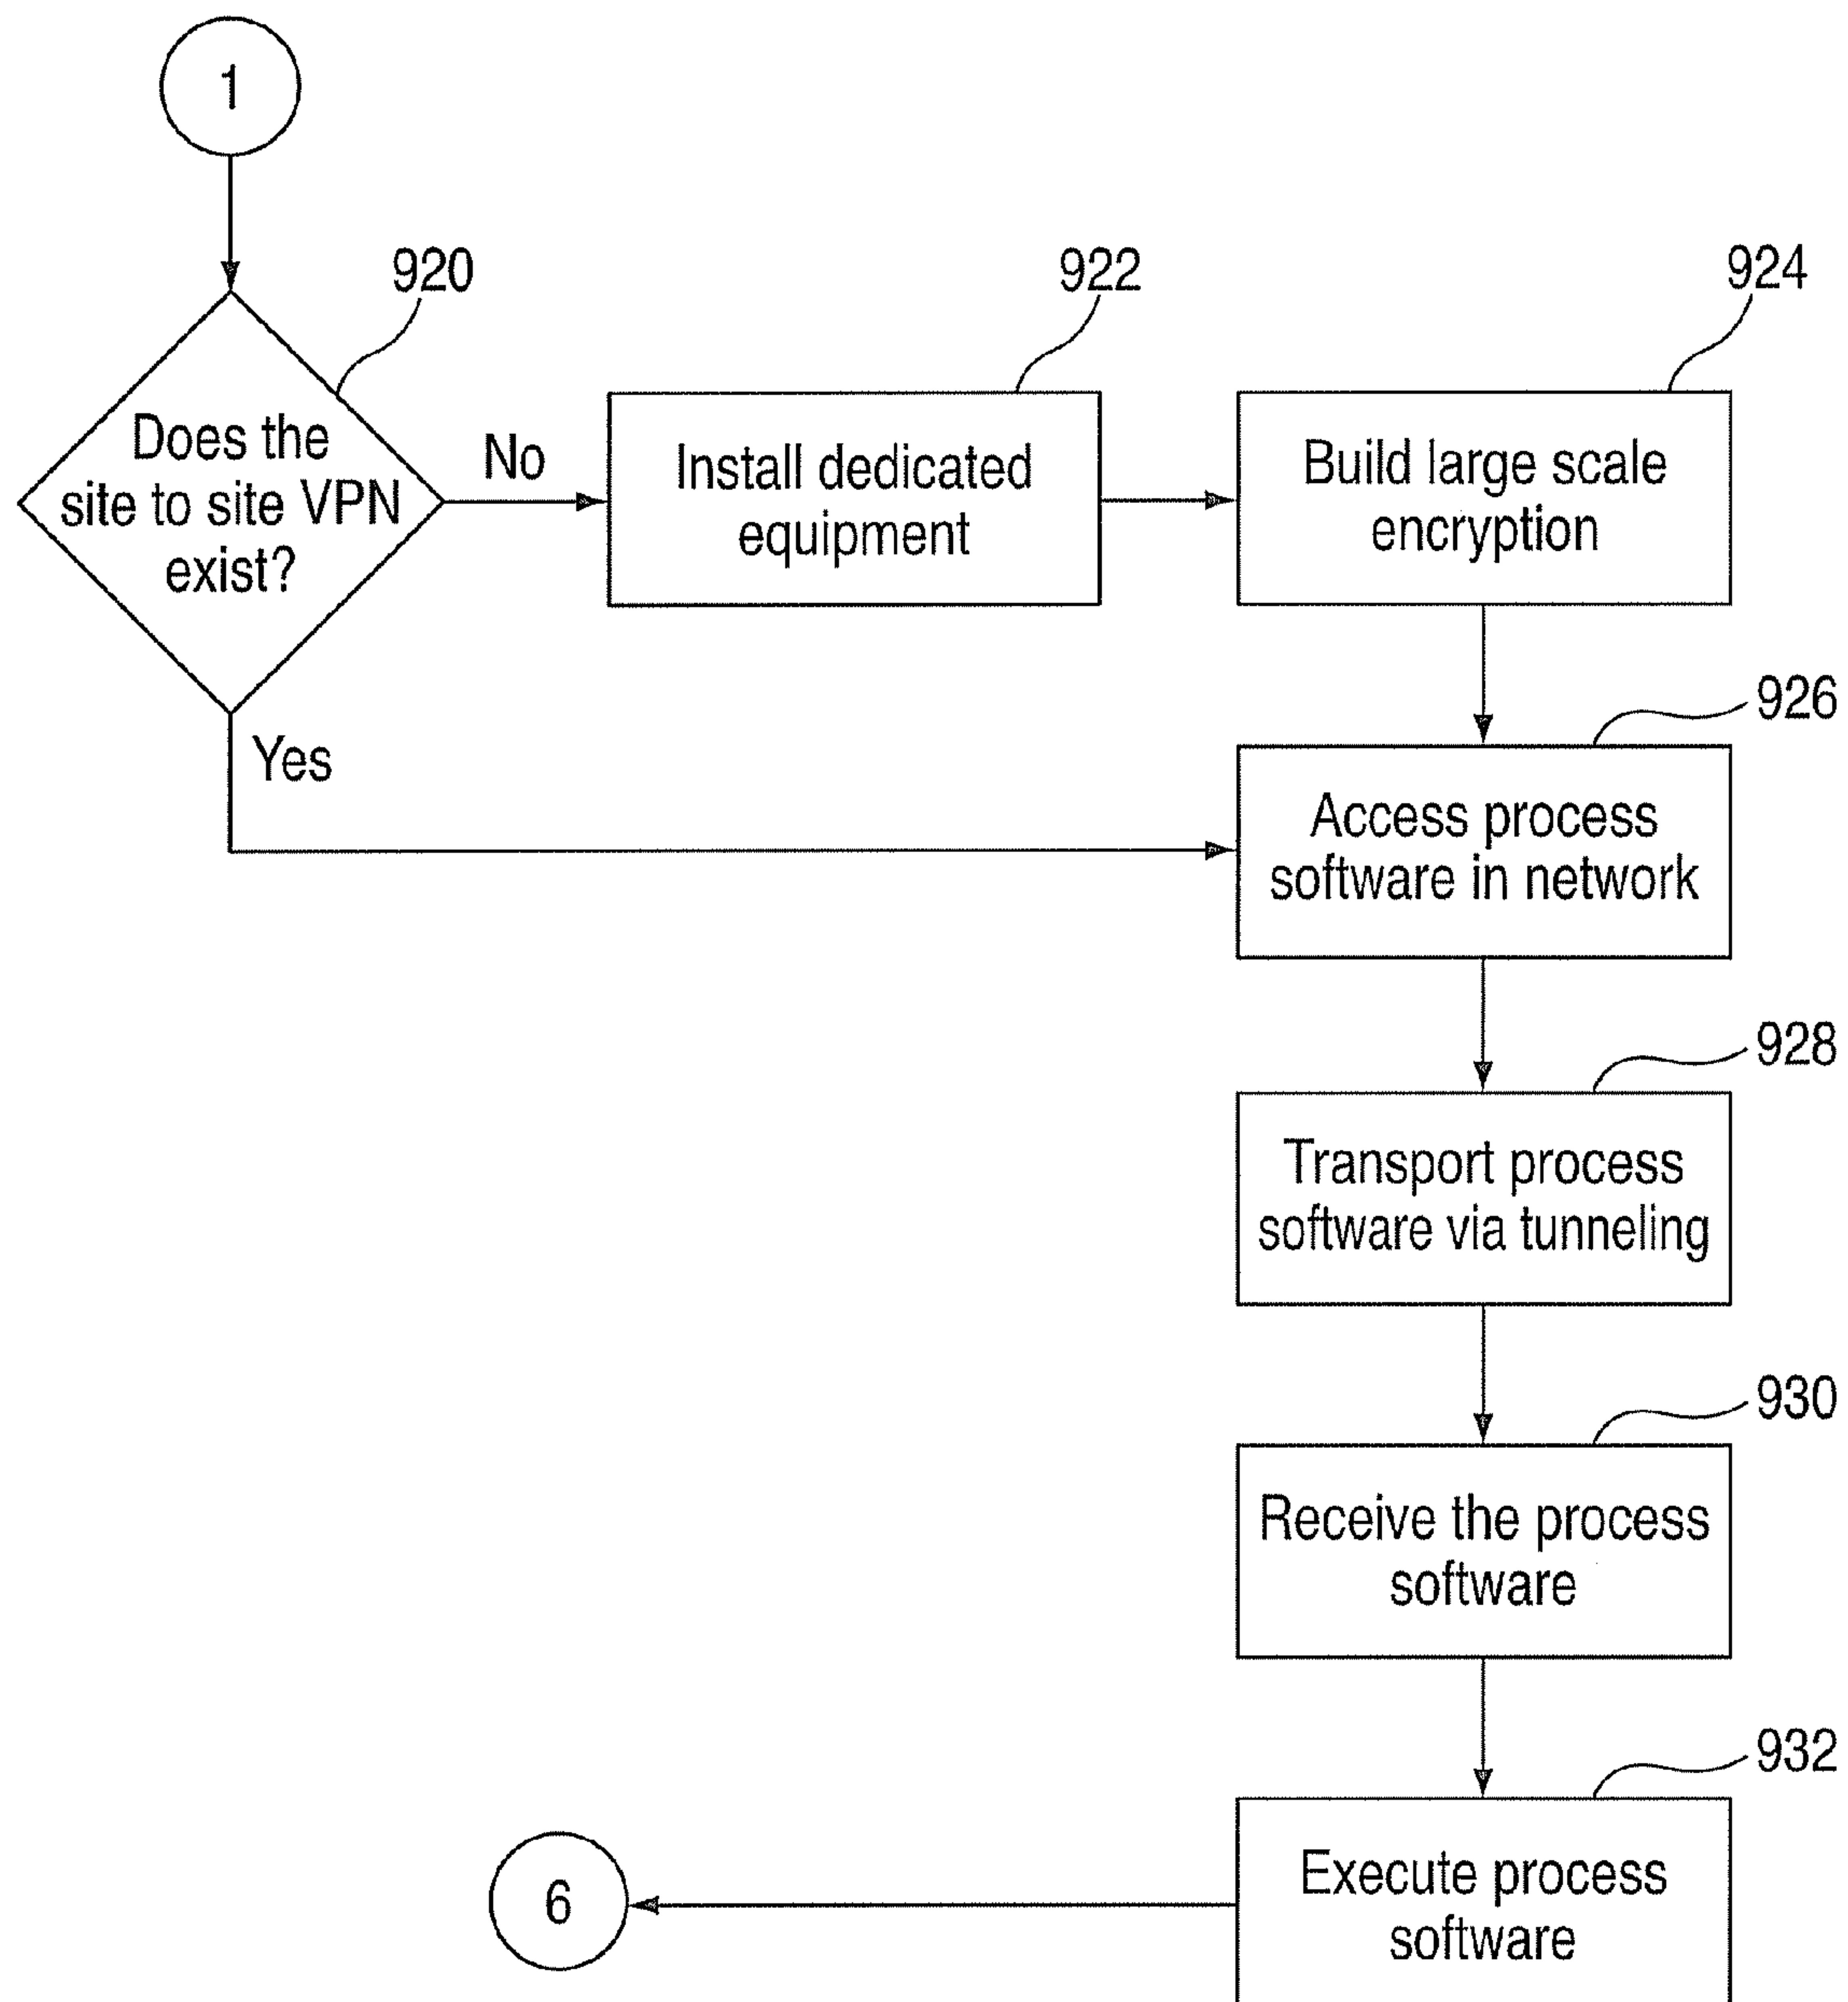 1
920
922
924
Does the
site to site VPN
exist?
No
Install dedicated
equipment
Build large scale
encryption
Yes
926
Access process
software in network
928
Transport process
software via tunneling
930
Receive the process
software
932
Execute process
software
6